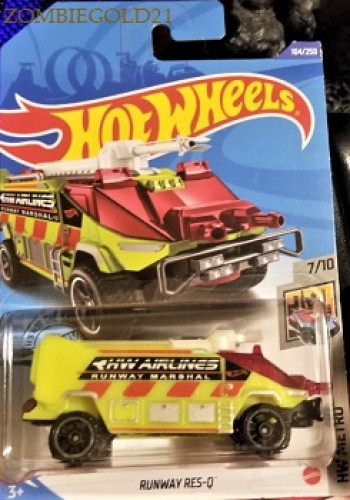 ZOMBIEGOLD21
104/250
HOT WHEELS
HW AIRLINES
RUNWAY MARSHAL
7/10
HW AIRLINES
RUNWAY MARSHAL
HW METRO
RUNWAY RES-Q
3+